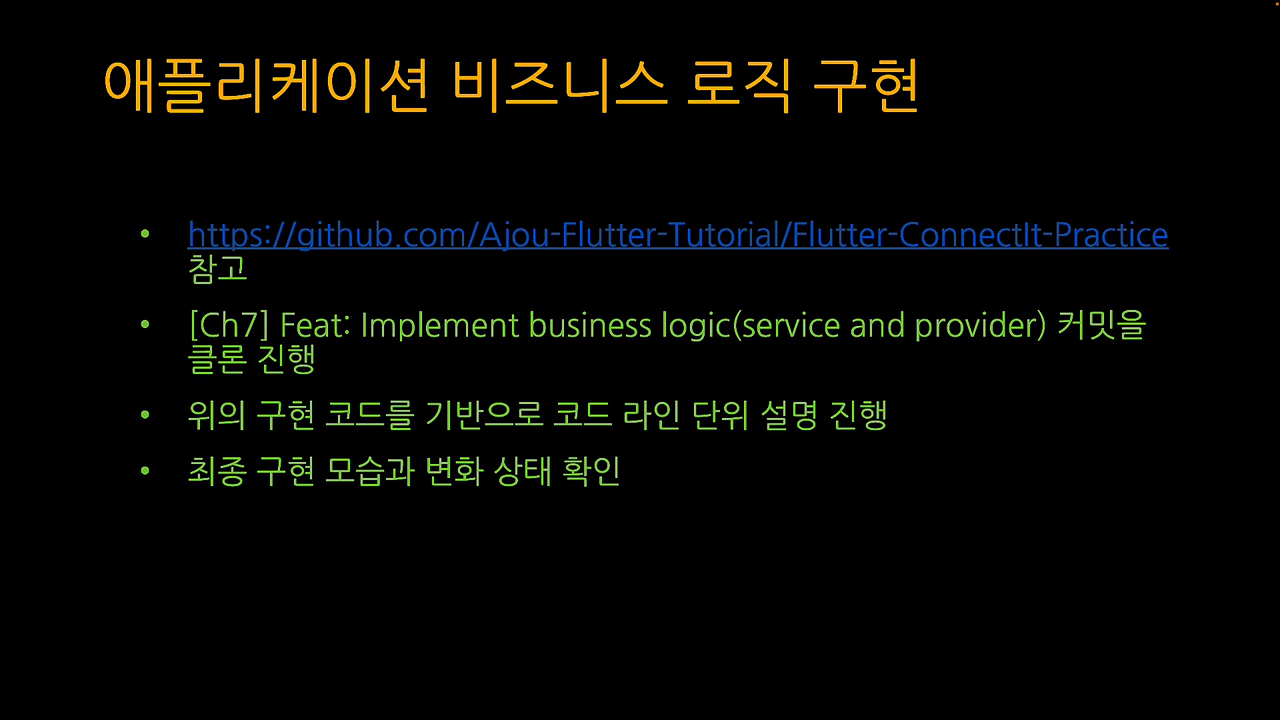 애플리케이션 비즈니스 로직 구현
• https://github.com/Ajou-Flutter-Tutorial/Flutter-ConnectIt-Practice
참고
• [Ch7] Feat: Implement business logic(service and provider) 커밋을
클론 진행
• 위의 구현 코드를 기반으로 코드 라인 단위 설명 진행
• 최종 구현 모습과 변화 상태 확인